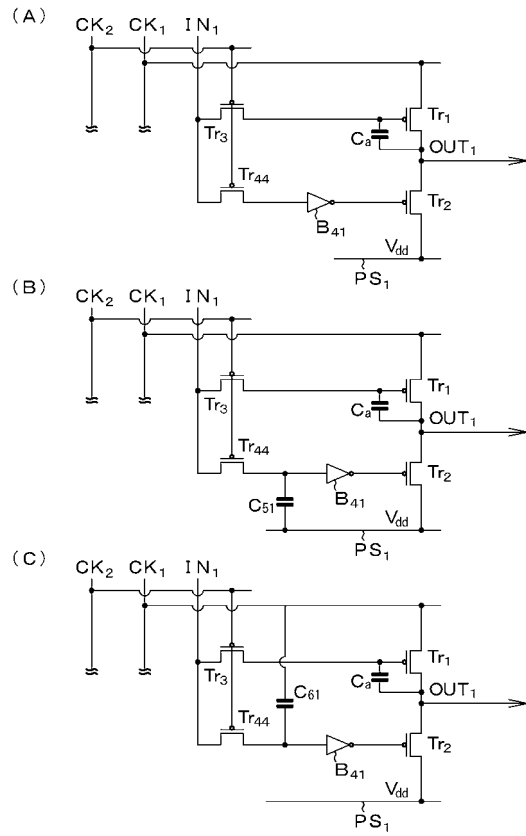 (A)
CK2 CK1 IN1
Tr1
Tr3
Ca
OUT1
Tr44
Tr2
B41
Vdd
PS1
(B)
CK2 CK1 IN1
Tr1
Tr3
Ca
OUT1
Tr44
Tr2
C51
B41
Vdd
PS1
(C)
CK2 CK1 IN1
Tr1
Tr3
C61
Ca
OUT1
Tr44
Tr2
B41
Vdd
PS1